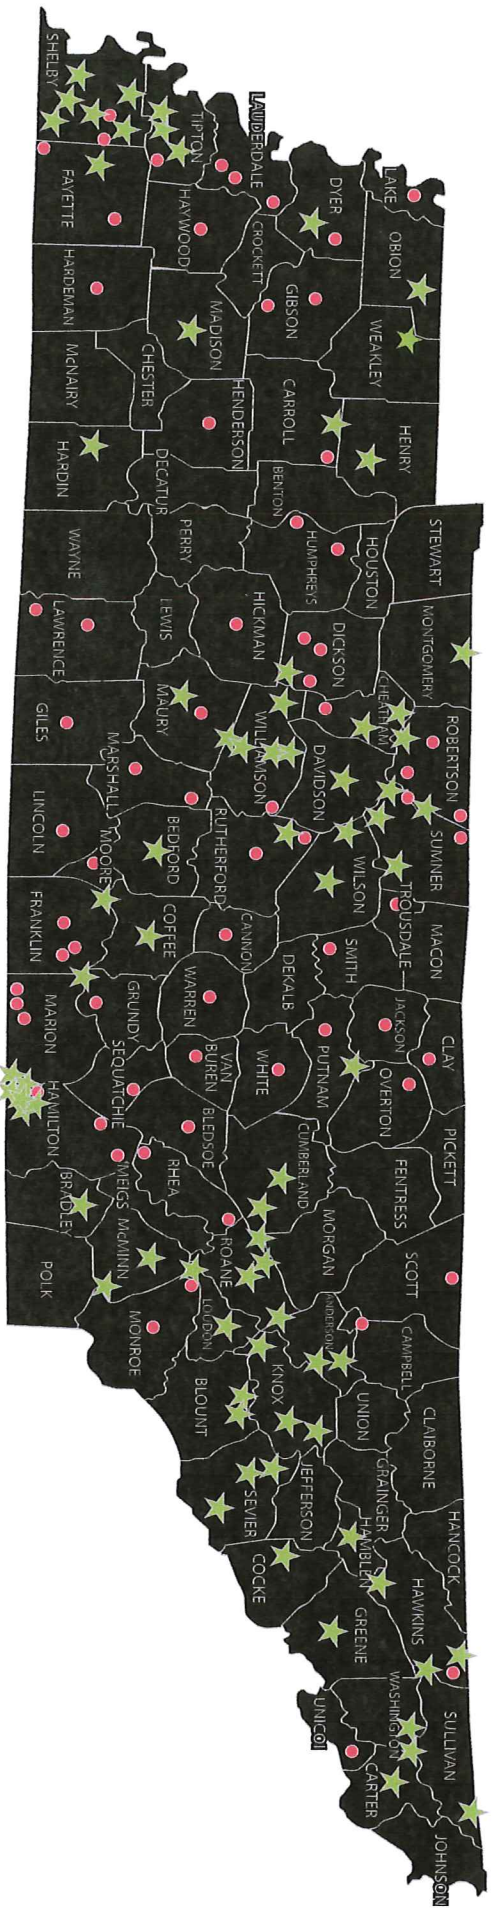 LAKE
OBION
WEAKLEY
HENRY
STEWART
MONTGOMERY
ROBERTSON
SUMNER
MACON
CLAY
PICKETT
SCOTT
CAMPBELL
CLAIBORNE
HANCOCK
HAWKINS
SULLIVAN
JOHNSON
DYER
GIBSON
CARROLL
BENTON
HOUSTON
HUMPHREYS
DICKSON
CHEATHAM
DAVIDSON
WILSON
TROUSDALE
SMITH
JACKSON
OVERTON
FENTRESS
MORGAN
ANDERSON
UNION
GRAINGER
HAMBLEN
GREENE
WASHINGTON
UNICOI
CARTER
LAUDERDALE
CROCKETT
TIPTON
HAYWOOD
MADISON
HENDERSON
DECATUR
PERRY
HICKMAN
WILLIAMSON
RUTHERFORD
CANNON
DEKALB
PUTNAM
WHITE
CUMBERLAND
ROANE
KNOX
JEFFERSON
SEVIER
COCKE
SHELBY
FAYETTE
HARDEMAN
CHESTER
McNAIRY
HARDIN
WAYNE
LEWIS
LAWRENCE
MAURY
GILES
MARSHALL
LINCOLN
BEDFORD
MOORE
COFFEE
FRANKLIN
WARREN
GRUNDY
VAN
BUREN
SEQUATCHIE
MARION
BLEDSOE
HAMILTON
RHEA
MEIGS
BRADLEY
McMINN
POLK
LOUDON
MONROE
BLOUNT